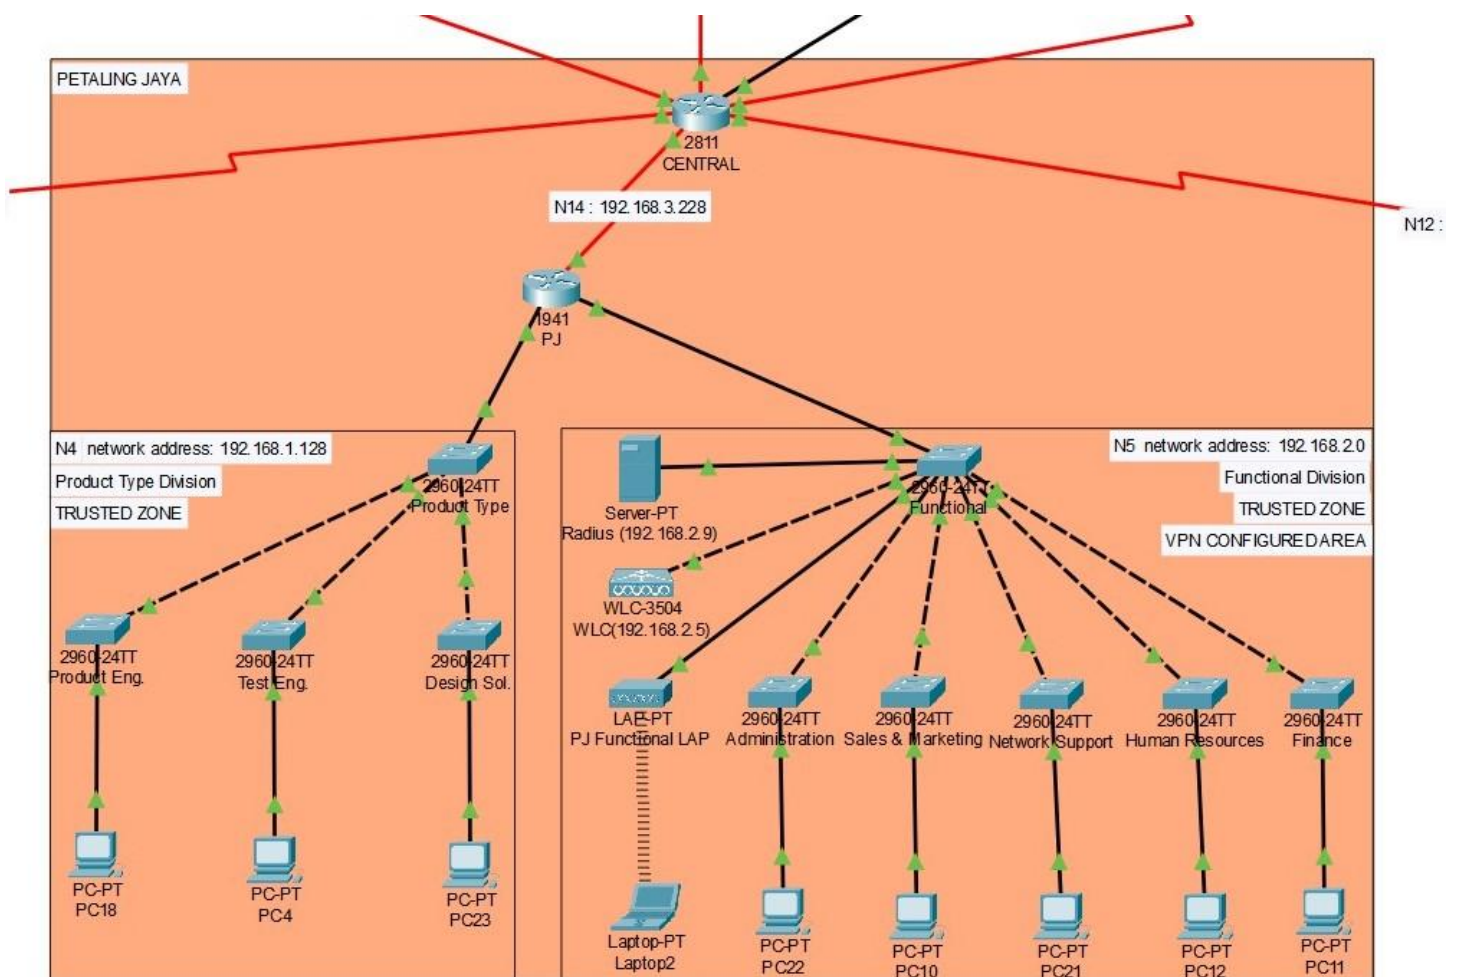 PETALING JAYA
2811
CENTRAL
N14 : 192.168.3.228
N12 :
1941
PJ
N4 network address: 192.168.1.128
Product Type Division
TRUSTED ZONE
2960-24TT
Product Type
2960-24TT
Product Eng.
2960-24TT
Test Eng.
2960-24TT
Design Sol.
PC-PT
PC18
PC-PT
PC4
PC-PT
PC23
N5 network address: 192.168.2.0
Functional Division
TRUSTED ZONE
VPN CONFIGURED AREA
2960-24TT
Functional
Server-PT
Radius (192.168.2.9)
WLC-3504
WLC(192.168.2.5)
LAP-PT
PJ Functional LAP
2960-24TT
Administration
2960-24TT
Sales & Marketing
2960-24TT
Network Support
2960-24TT
Human Resources
2960-24TT
Finance
Laptop-PT
Laptop2
PC-PT
PC22
PC-PT
PC10
PC-PT
PC21
PC-PT
PC12
PC-PT
PC11